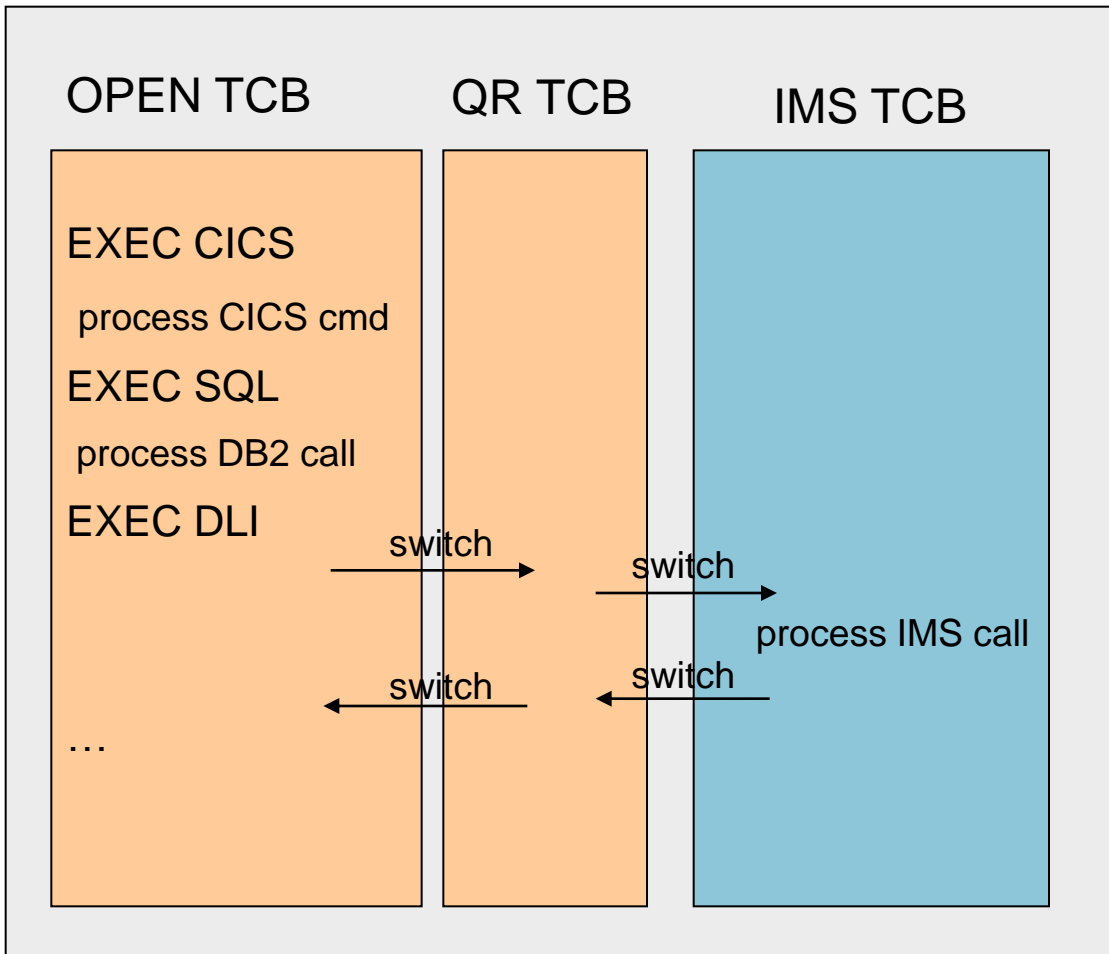 OPEN TCB
QR TCB
IMS TCB
EXEC CICS
process CICS cmd
EXEC SQL
process DB2 call
EXEC DLI
switch
switch
process IMS call
switch
switch
…